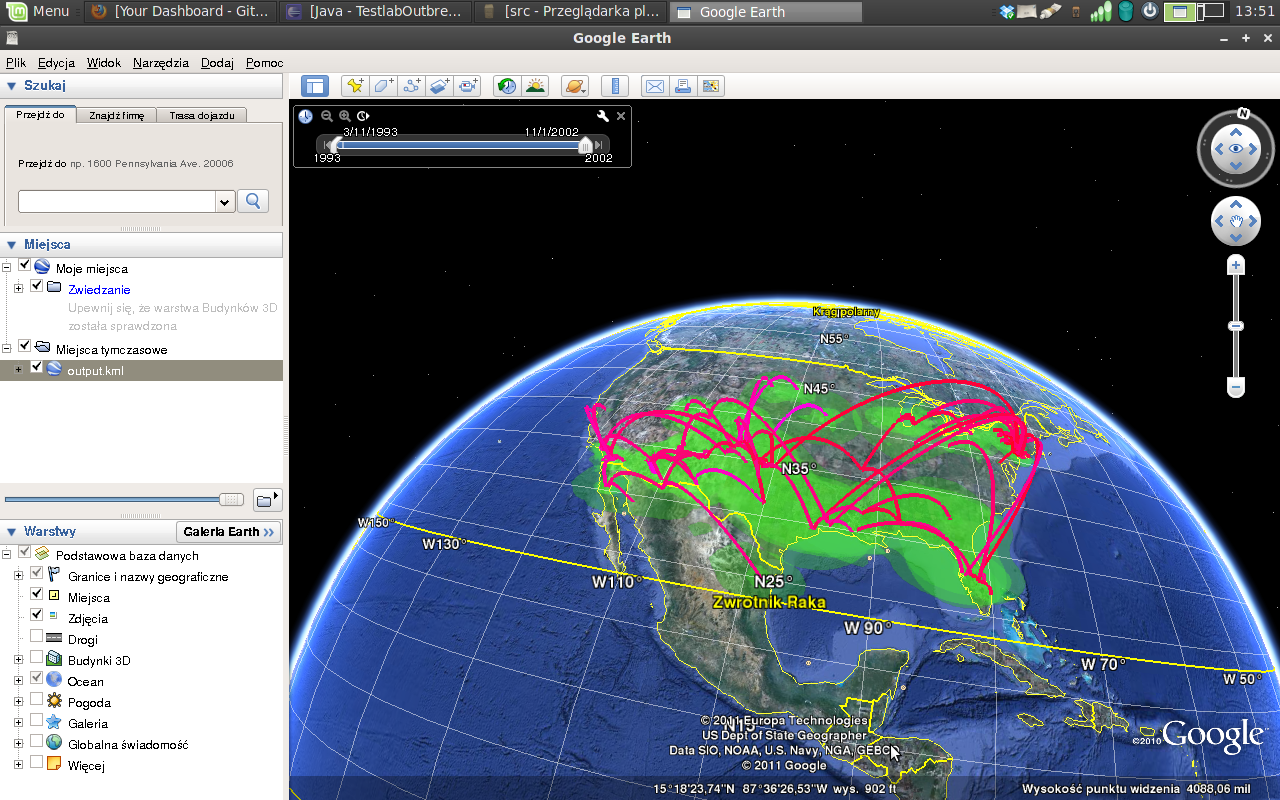 Menu
[Your Dashboard - Git...
[Java - TestlabOutbre...
[src - Przeglądarka pl...
Google Earth
13:51
Google Earth
Plik Edycja Widok Narzędzia Dodaj Pomoc
Szukaj
Przejdź do Znajdź firmę Trasa dojazdu
Przejdź do np. 1600 Pennsylvania Ave. 20006
Miejsca
Moje miejsca
Zwiedzanie
Upewnij się, że warstwa Budynków 3D
została sprawdzona
Miejsca tymczasowe
output.kml
Warstwy
Galeria Earth >>
Podstawowa baza danych
Granice i nazwy geograficzne
Miejsca
Zdjęcia
Drogi
Budynki 3D
Ocean
Pogoda
Galeria
Globalna świadomość
Więcej
3/11/1993 11/1/2002
1993 2002
N
Krąg polarny
N55°
N45°
N35°
W150°
W130°
W110°
N25°
Zwrotnik Raka
W 90°
W 70°
W 50°
© 2011 Europa Technologies
US Dept of State Geographer
Data SIO, NOAA, U.S. Navy, NGA, GEBCO
© 2011 Google
©2010 Google
15°18'23,74"N 87°36'26,53"W wys. 902 ft
Wysokość punktu widzenia 4088,06 mil